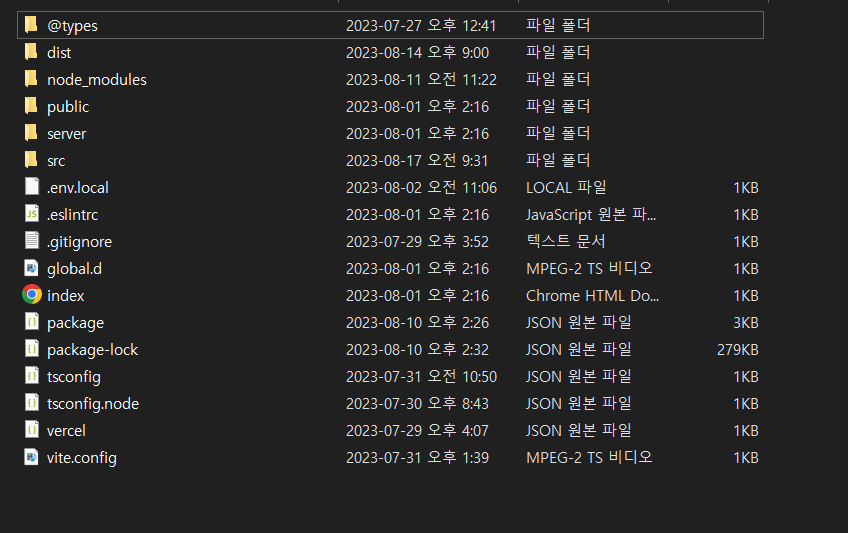 @types 2023-07-27 오후 12:41 파일 폴더
dist 2023-08-14 오후 9:00 파일 폴더
node_modules 2023-08-11 오전 11:22 파일 폴더
public 2023-08-01 오후 2:16 파일 폴더
server 2023-08-01 오후 2:16 파일 폴더
src 2023-08-17 오전 9:31 파일 폴더
.env.local 2023-08-02 오전 11:06 LOCAL 파일 1KB
.eslintrc 2023-08-01 오후 2:16 JavaScript 원본 파... 1KB
.gitignore 2023-07-29 오후 3:52 텍스트 문서 1KB
global.d 2023-08-01 오후 2:16 MPEG-2 TS 비디오 1KB
index 2023-08-01 오후 2:16 Chrome HTML Do... 1KB
package 2023-08-10 오후 2:26 JSON 원본 파일 3KB
package-lock 2023-08-10 오후 2:32 JSON 원본 파일 279KB
tsconfig 2023-07-31 오전 10:50 JSON 원본 파일 1KB
tsconfig.node 2023-07-30 오후 8:43 JSON 원본 파일 1KB
vercel 2023-07-29 오후 4:07 JSON 원본 파일 1KB
vite.config 2023-07-31 오후 1:39 MPEG-2 TS 비디오 1KB